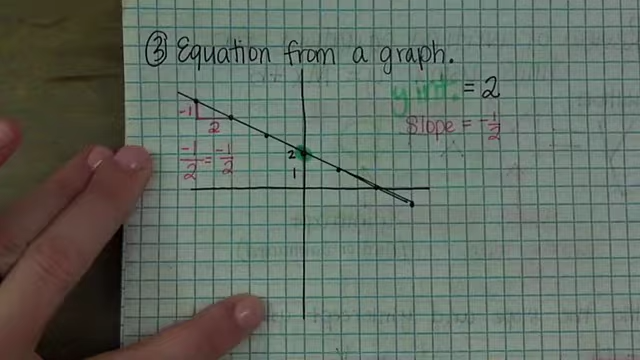 ③ Equation from a graph.
y int. = 2
Slope = -1/2
-1
2
-1/2 = -1/2
2
1